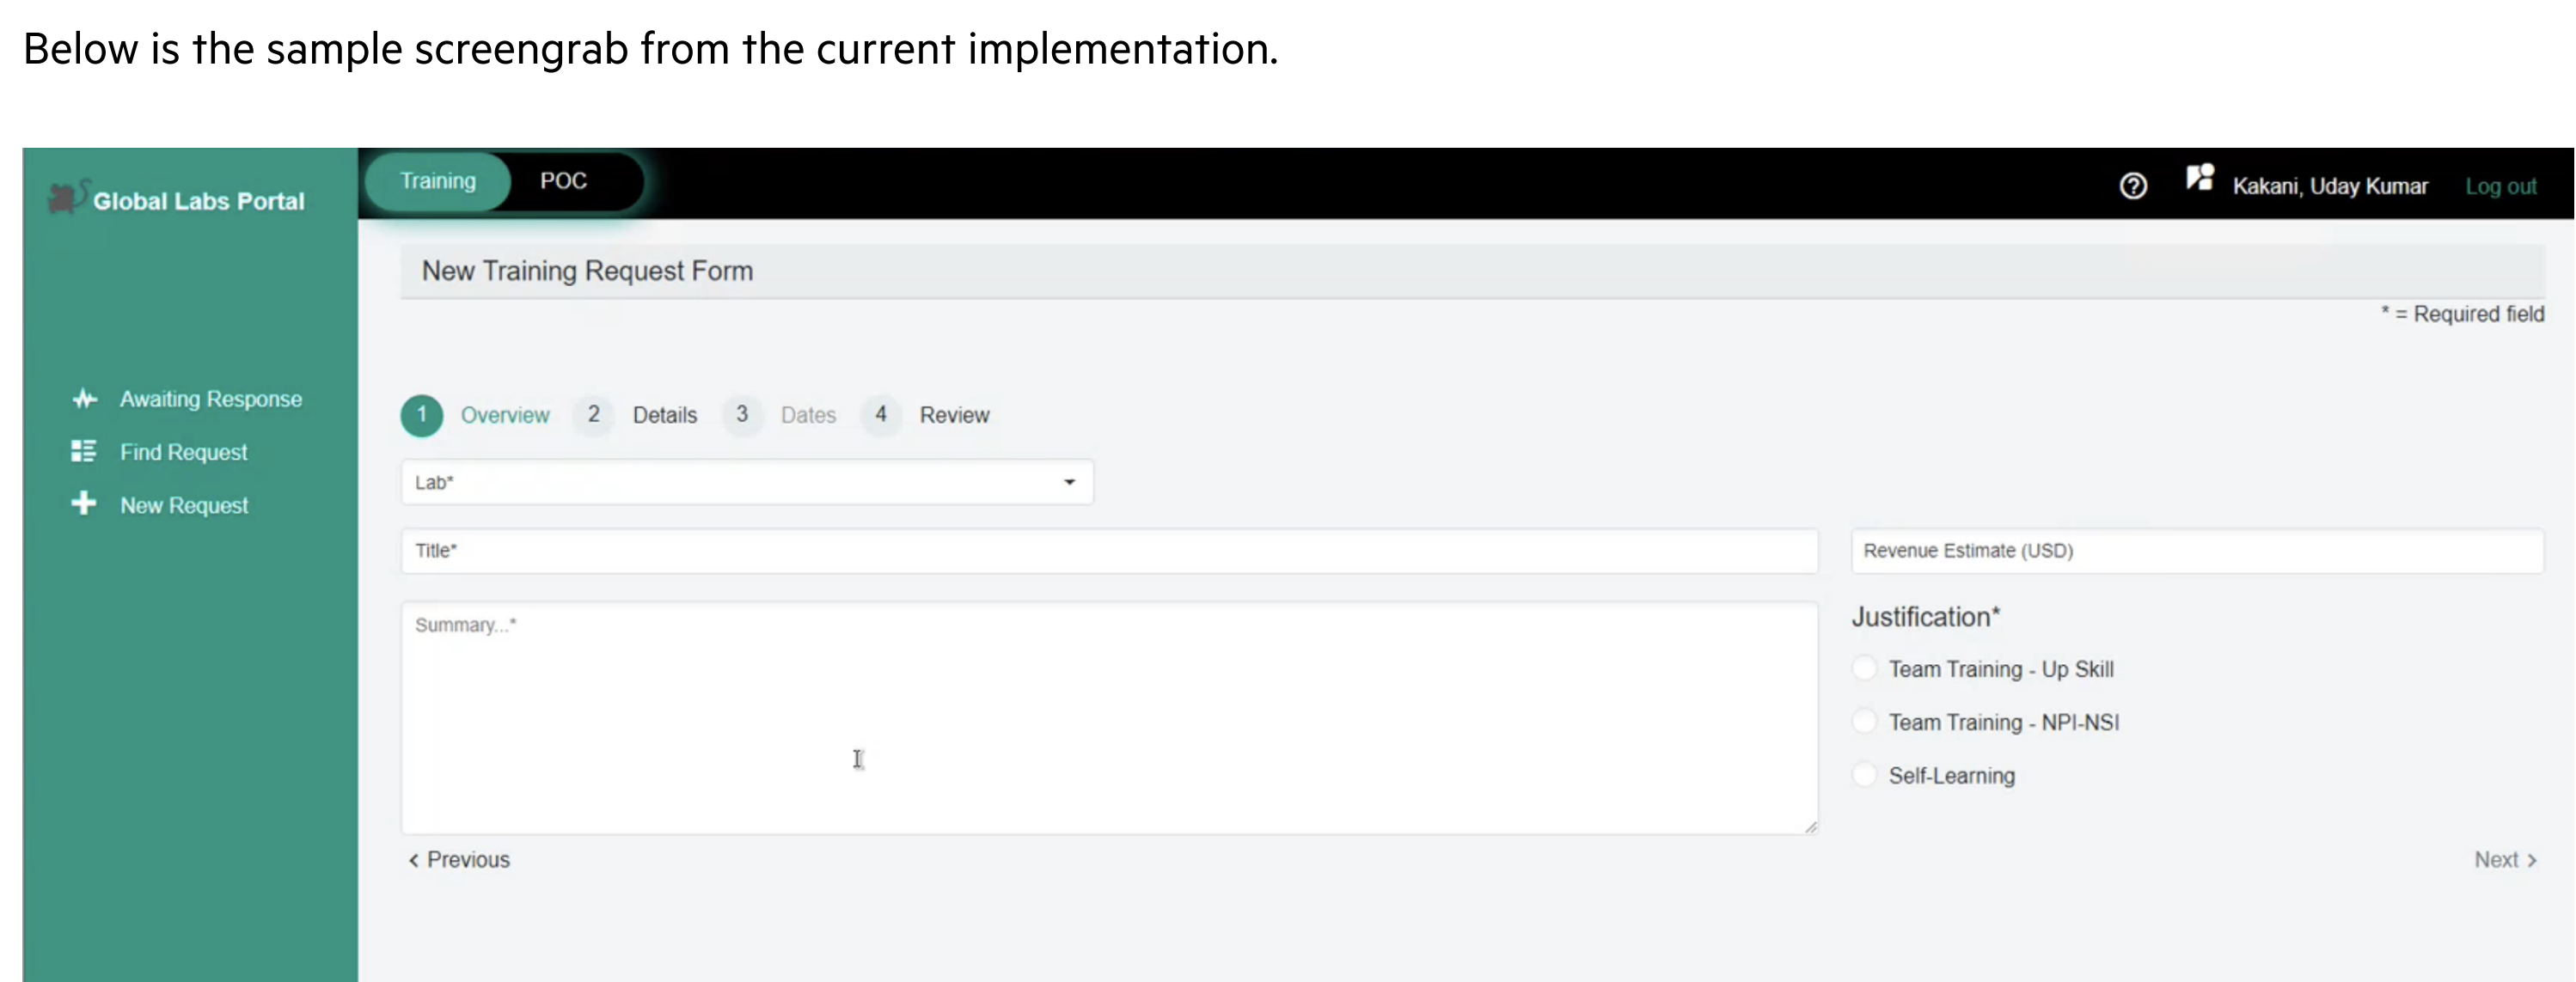 Below is the sample screengrab from the current implementation.
Global Labs Portal
Training POC
Kakani, Uday Kumar Log out
New Training Request Form
* = Required field
Awaiting Response
Find Request
New Request
1 Overview 2 Details 3 Dates 4 Review
Lab*
Title*
Revenue Estimate (USD)
Summary...*
Justification*
Team Training - Up Skill
Team Training - NPI-NSI
Self-Learning
< Previous
Next >